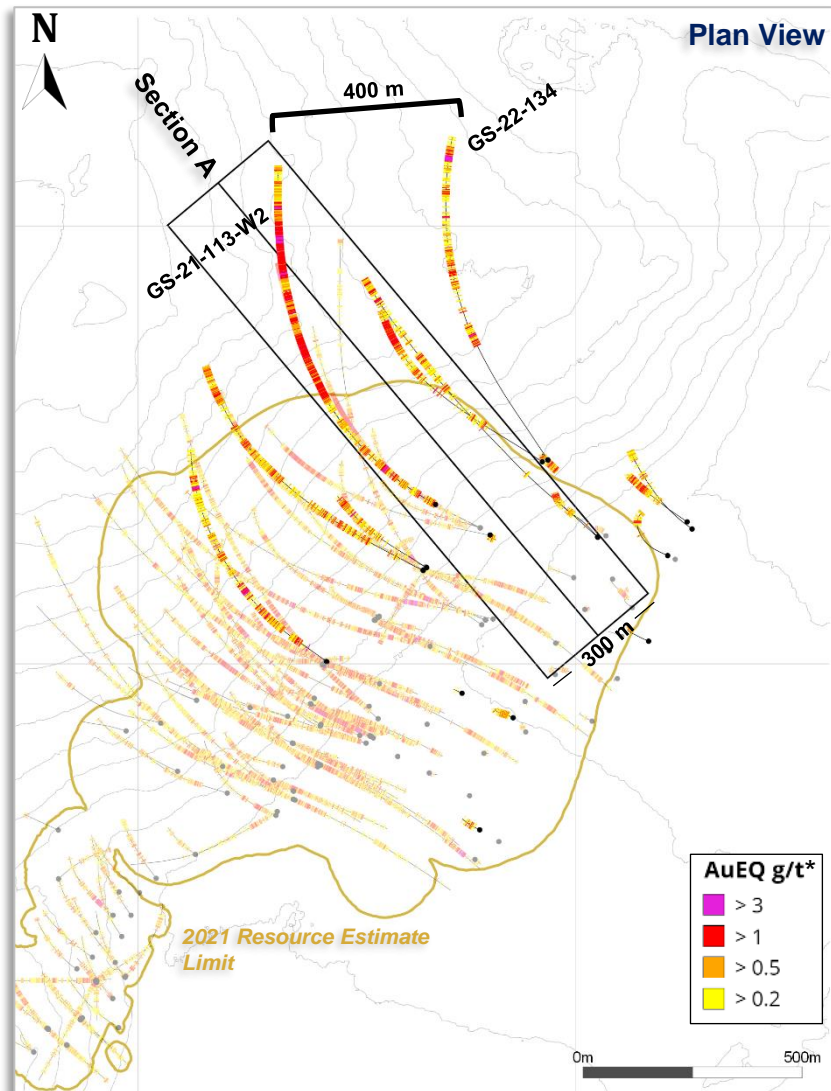 N
Plan View
400 m
Section A
GS-22-134
GS-21-113-W2
300 m
2021 Resource Estimate
Limit
AuEQ g/t*
> 3
> 1
> 0.5
> 0.2
0m
500m